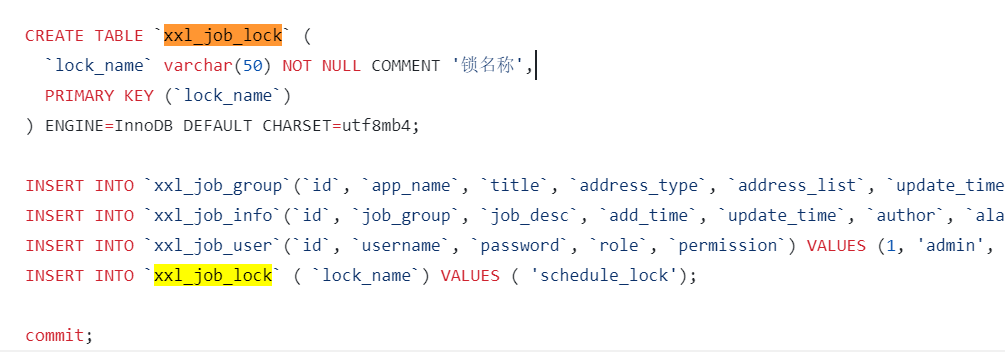 CREATE TABLE `xxl_job_lock` (
  `lock_name` varchar(50) NOT NULL COMMENT '锁名称',
  PRIMARY KEY (`lock_name`)
) ENGINE=InnoDB DEFAULT CHARSET=utf8mb4;
INSERT INTO `xxl_job_group`(`id`, `app_name`, `title`, `address_type`, `address_list`, `update_time
INSERT INTO `xxl_job_info`(`id`, `job_group`, `job_desc`, `add_time`, `update_time`, `author`, `ala
INSERT INTO `xxl_job_user`(`id`, `username`, `password`, `role`, `permission`) VALUES (1, 'admin',
INSERT INTO `xxl_job_lock` ( `lock_name`) VALUES ( 'schedule_lock');
commit;